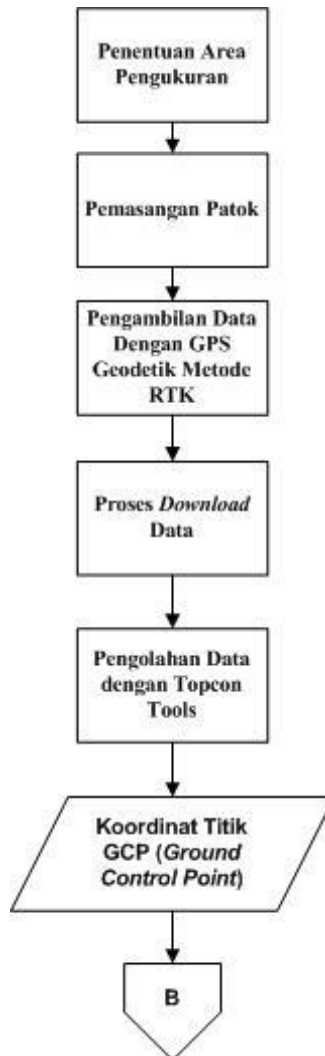 Penentuan Area
Pengukuran
Pemasangan Patok
Pengambilan Data
Dengan GPS
Geodetik Metode
RTK
Proses Download
Data
Pengolahan Data
dengan Topcon
Tools
Koordinat Titik
GCP (Ground
Control Point)
B